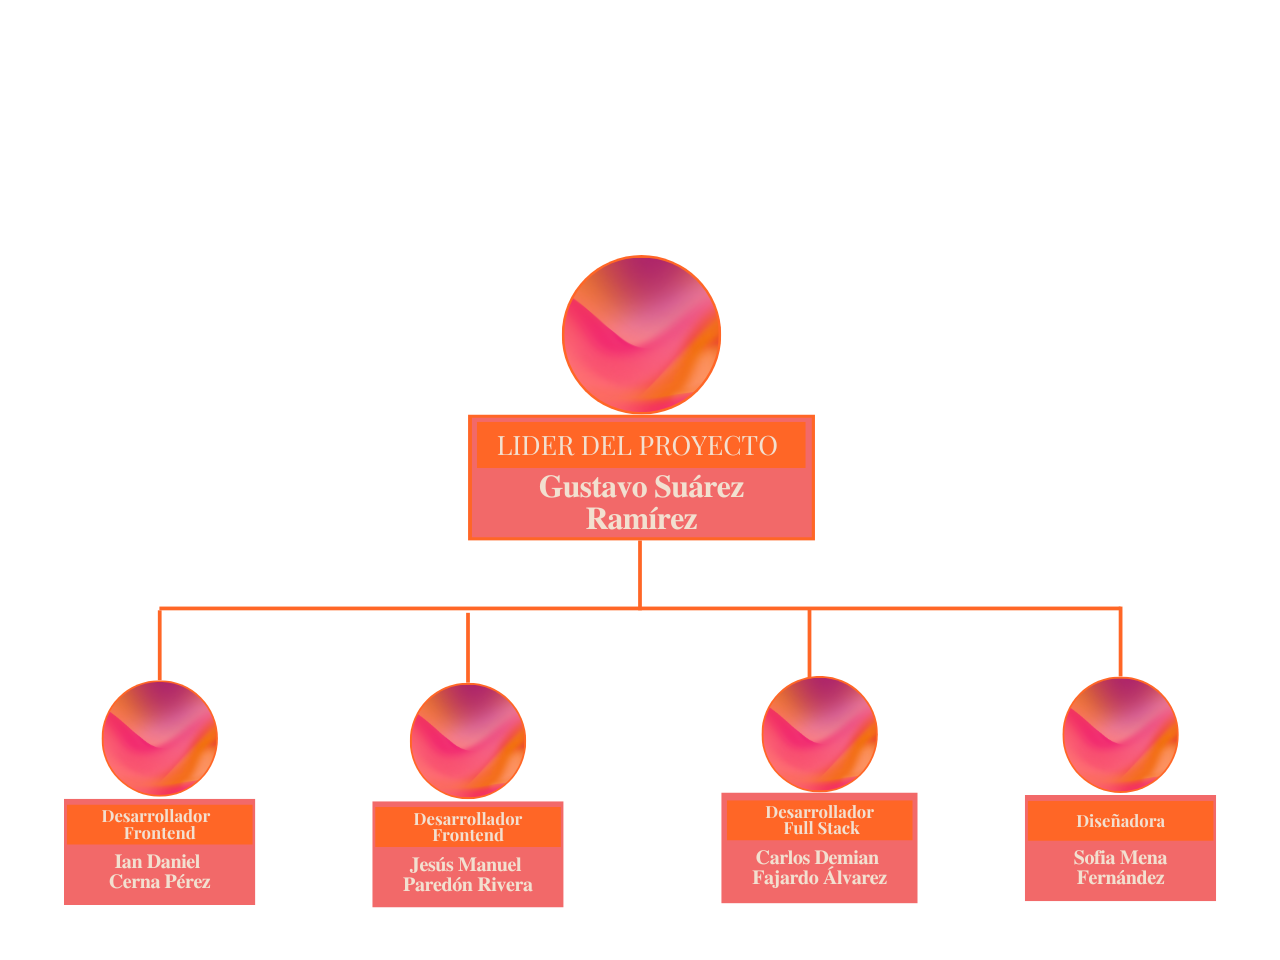 LIDER DEL PROYECTO
Gustavo Suárez
Ramírez
Desarrollador
Frontend
Ian Daniel
Cerna Pérez
Desarrollador
Frontend
Jesús Manuel
Paredón Rivera
Desarrollador
Full Stack
Carlos Demian
Fajardo Álvarez
Diseñadora
Sofia Mena
Fernández